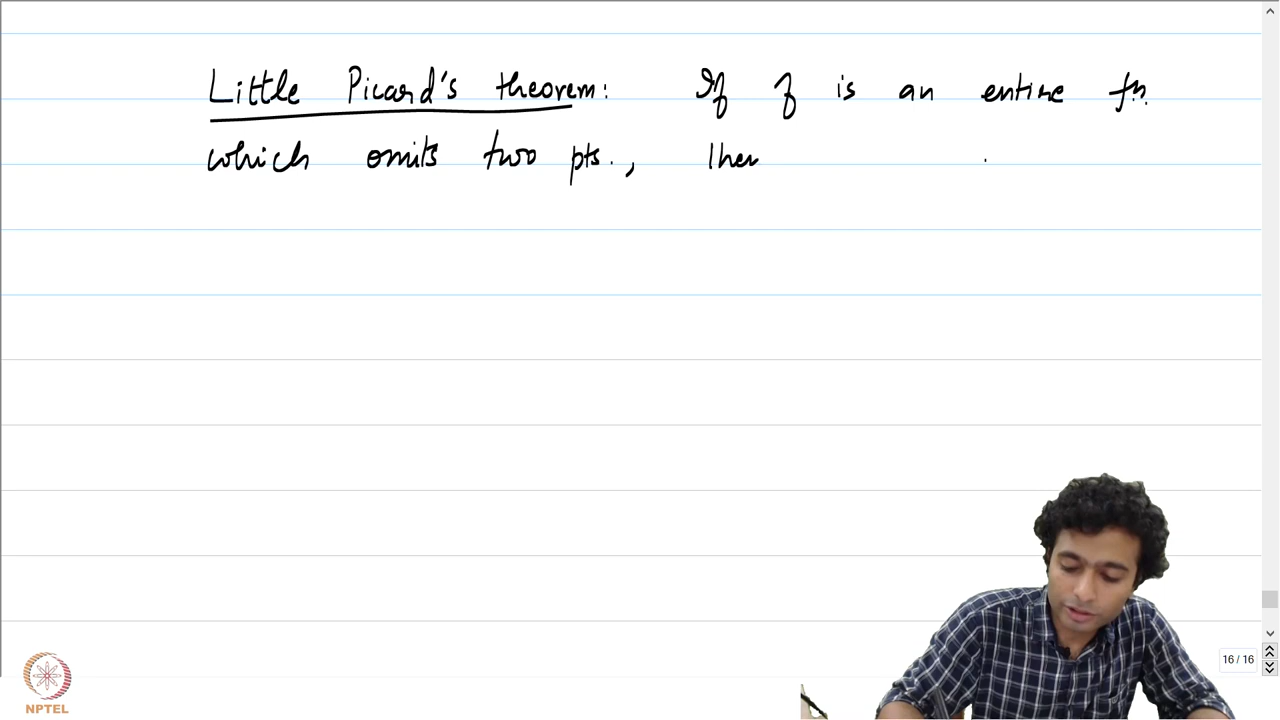 Little Picard's theorem: If f is an entire fn.
which omits two pts., then
16 / 16
NPTEL